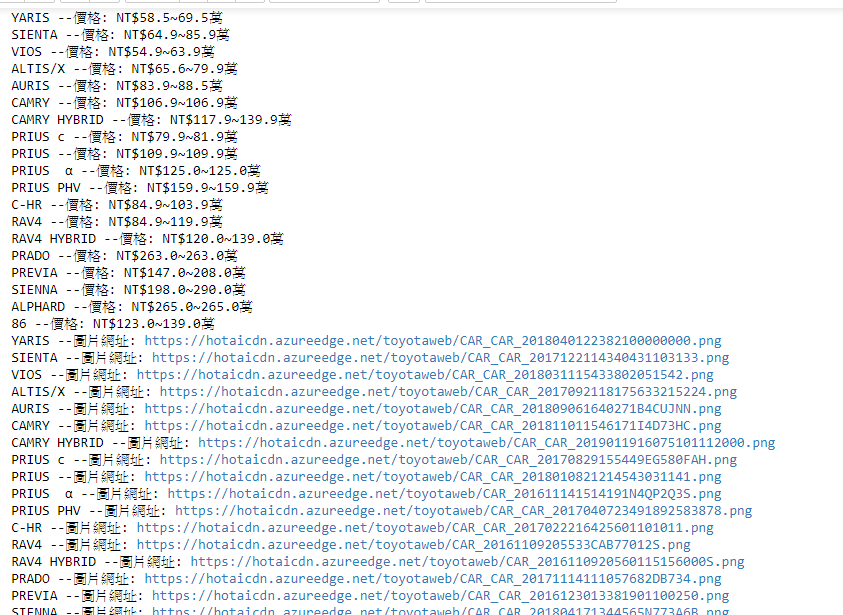 YARIS --價格: NT$58.5~69.5萬
SIENTA --價格: NT$64.9~85.9萬
VIOS --價格: NT$54.9~63.9萬
ALTIS/X --價格: NT$65.6~79.9萬
AURIS --價格: NT$83.9~88.5萬
CAMRY --價格: NT$106.9~106.9萬
CAMRY HYBRID --價格: NT$117.9~139.9萬
PRIUS c --價格: NT$79.9~81.9萬
PRIUS --價格: NT$109.9~109.9萬
PRIUS  α --價格: NT$125.0~125.0萬
PRIUS PHV --價格: NT$159.9~159.9萬
C-HR --價格: NT$84.9~103.9萬
RAV4 --價格: NT$84.9~119.9萬
RAV4 HYBRID --價格: NT$120.0~139.0萬
PRADO --價格: NT$263.0~263.0萬
PREVIA --價格: NT$147.0~208.0萬
SIENNA --價格: NT$198.0~290.0萬
ALPHARD --價格: NT$265.0~265.0萬
86 --價格: NT$123.0~139.0萬
YARIS --圖片網址: https://hotaicdn.azureedge.net/toyotaweb/CAR_CAR_2018040122382100000000.png
SIENTA --圖片網址: https://hotaicdn.azureedge.net/toyotaweb/CAR_CAR_2017122114340431103133.png
VIOS --圖片網址: https://hotaicdn.azureedge.net/toyotaweb/CAR_CAR_2018031115433802051542.png
ALTIS/X --圖片網址: https://hotaicdn.azureedge.net/toyotaweb/CAR_CAR_2017092118175633215224.png
AURIS --圖片網址: https://hotaicdn.azureedge.net/toyotaweb/CAR_CAR_201809061640271B4CUJNN.png
CAMRY --圖片網址: https://hotaicdn.azureedge.net/toyotaweb/CAR_CAR_201811011546171I4D73HC.png
CAMRY HYBRID --圖片網址: https://hotaicdn.azureedge.net/toyotaweb/CAR_CAR_2019011916075101112000.png
PRIUS c --圖片網址: https://hotaicdn.azureedge.net/toyotaweb/CAR_CAR_20170829155449EG580FAH.png
PRIUS --圖片網址: https://hotaicdn.azureedge.net/toyotaweb/CAR_CAR_2018010821214543031141.png
PRIUS  α --圖片網址: https://hotaicdn.azureedge.net/toyotaweb/CAR_CAR_201611141514191N4QP2Q3S.png
PRIUS PHV --圖片網址: https://hotaicdn.azureedge.net/toyotaweb/CAR_CAR_2017040723491892583878.png
C-HR --圖片網址: https://hotaicdn.azureedge.net/toyotaweb/CAR_CAR_2017022216425601101011.png
RAV4 --圖片網址: https://hotaicdn.azureedge.net/toyotaweb/CAR_CAR_20161109205533CAB77012S.png
RAV4 HYBRID --圖片網址: https://hotaicdn.azureedge.net/toyotaweb/CAR_CAR_20161109205601151560000S.png
PRADO --圖片網址: https://hotaicdn.azureedge.net/toyotaweb/CAR_CAR_20171114111057682DB734.png
PREVIA --圖片網址: https://hotaicdn.azureedge.net/toyotaweb/CAR_CAR_2016123013381901100250.png
SIENNA --圖片網址: https://hotaicdn.azureedge.net/toyotaweb/CAR_CAR_201804171344565N773A6B.png